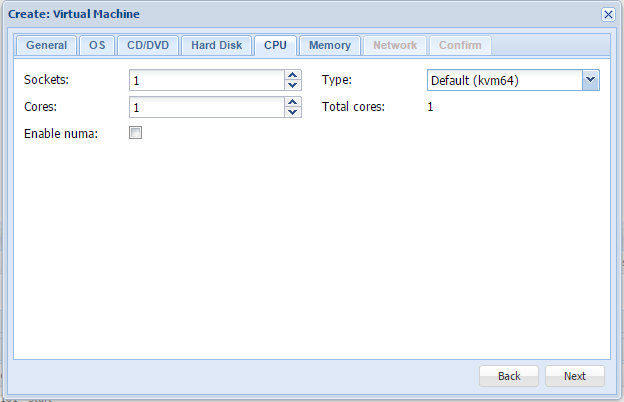 Create: Virtual Machine
General OS CD/DVD Hard Disk CPU Memory Network Confirm
Sockets: 1 Type: Default (kvm64)
Cores: 1 Total cores: 1
Enable numa:
Back Next